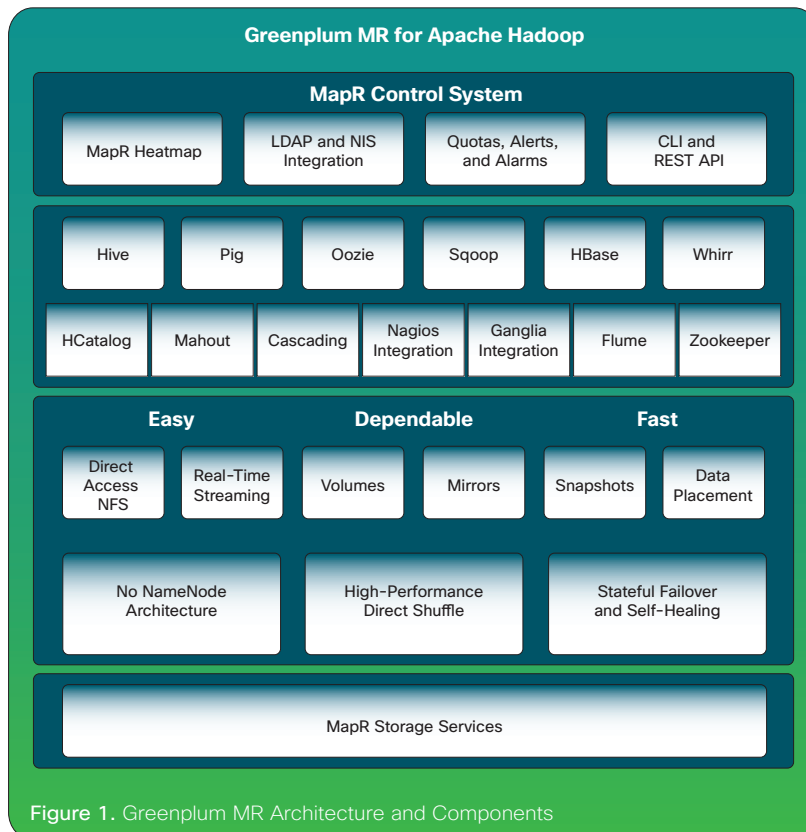 Greenplum MR for Apache Hadoop
MapR Control System
MapR Heatmap
LDAP and NIS
Integration
Quotas, Alerts,
and Alarms
CLI and
REST API
Hive
Pig
Oozie
Sqoop
HBase
Whirr
HCatalog
Mahout
Cascading
Nagios
Integration
Ganglia
Integration
Flume
Zookeeper
Easy
Dependable
Fast
Direct
Access
NFS
Real-Time
Streaming
Volumes
Mirrors
Snapshots
Data
Placement
No NameNode
Architecture
High-Performance
Direct Shuffle
Stateful Failover
and Self-Healing
MapR Storage Services
Figure 1. Greenplum MR Architecture and Components